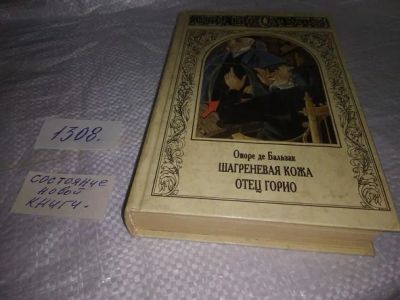 1308.
состояние
новой
книги.
Оноре де Бальзак
ШАГРЕНЕВАЯ КОЖА
ОТЕЦ ГОРИО